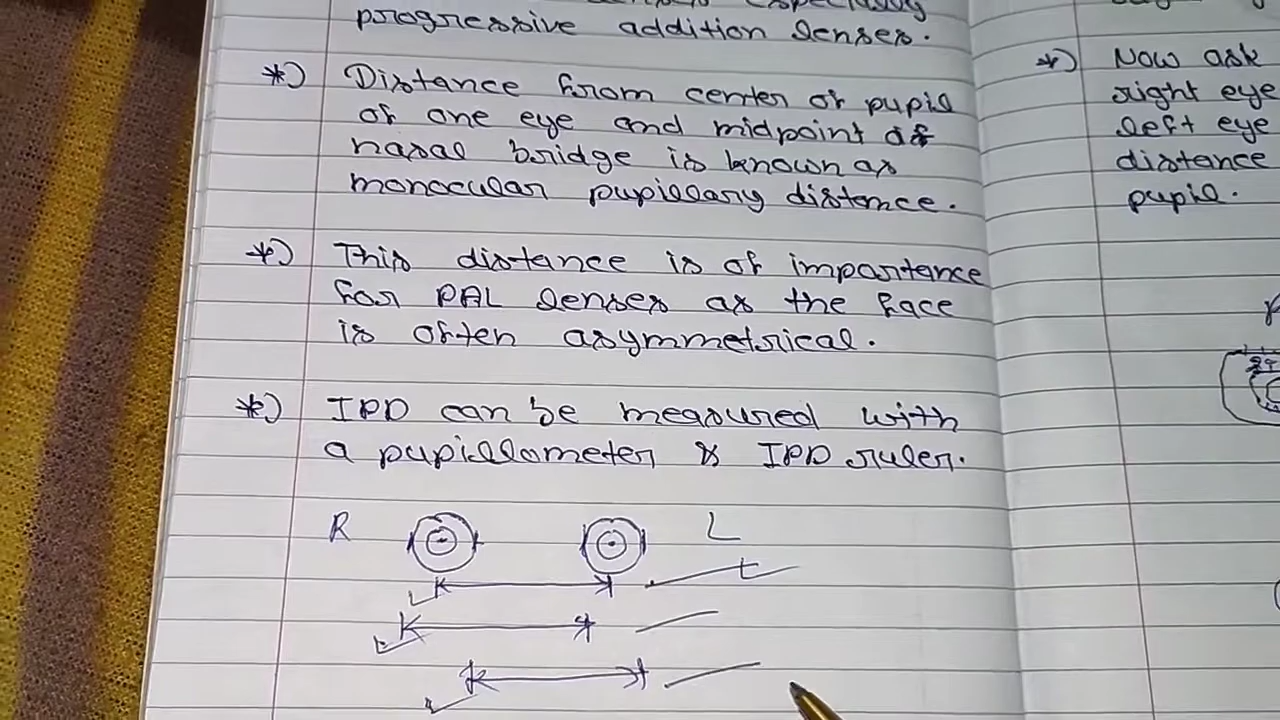 progressive addition lenses.
*) Distance from center of pupil
of one eye and midpoint of
nasal bridge is known as
monocular pupillary distance.
*) This distance is of importance
for PAL lenses as the face
is often asymmetrical.
*) IPD can be measured with
a pupillometer & IPD ruler.
R L
*) Now ask
right eye
left eye
distance
pupil.